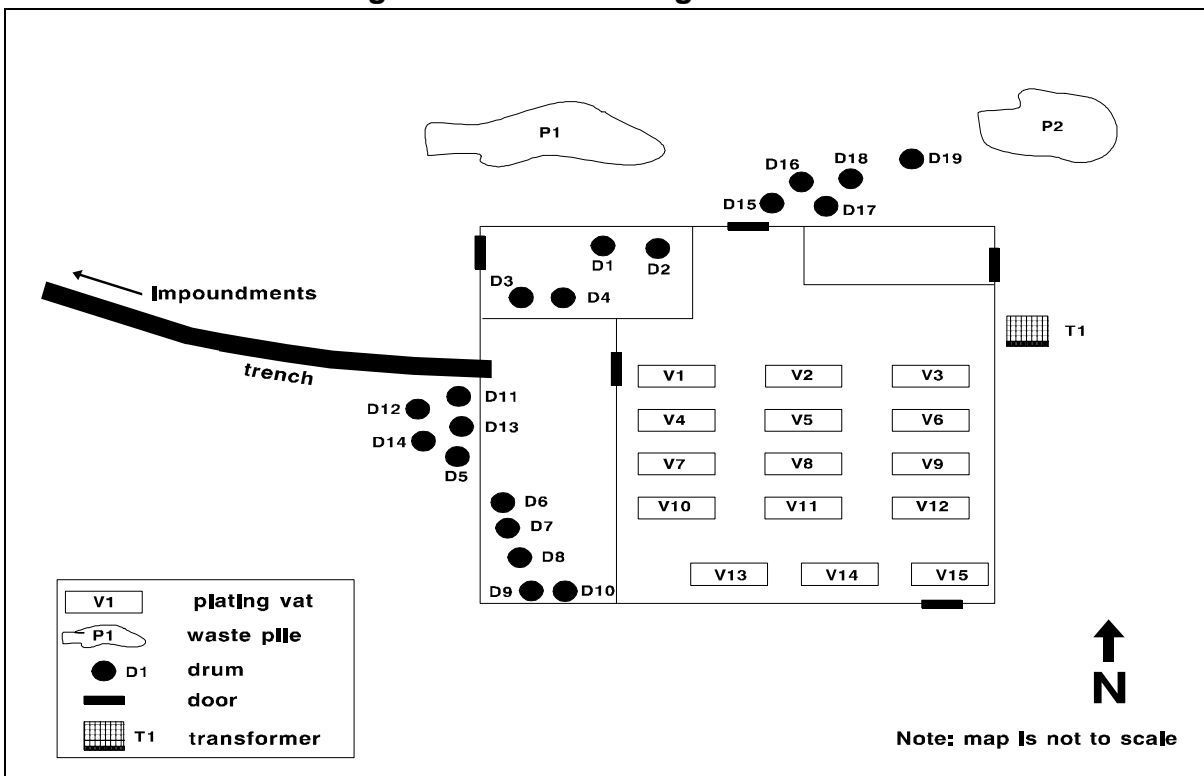 P1
P2
D19
D18
D16
D15
D17
D1
D2
D3
D4
Impoundments
T1
trench
V1
V2
V3
D11
D12
V4
V5
V6
D13
D14
V7
V8
V9
D5
D6
V10
V11
V12
D7
D8
V13
V14
V15
D9
D10
V1 plating vat
P1 waste pile
D1 drum
door
T1 transformer
N
Note: map is not to scale